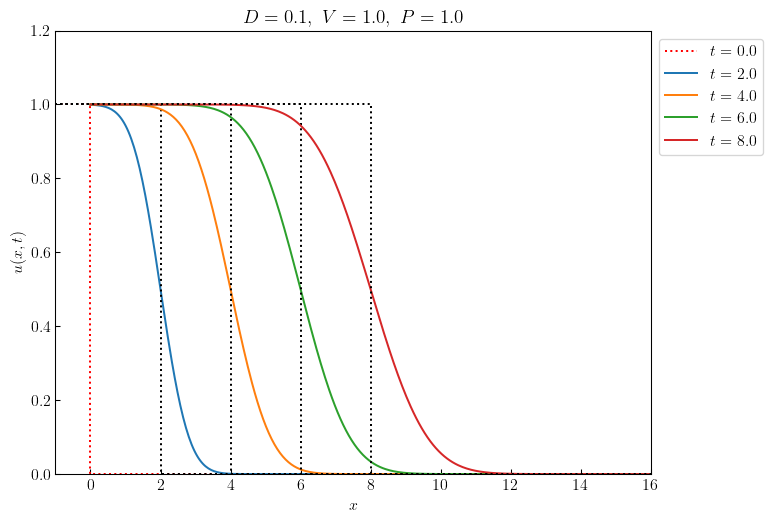 D = 0.1, V = 1.0, P = 1.0
1.2
1.0
0.8
0.6
0.4
0.2
0.0
u(x, t)
0 2 4 6 8 10 12 14 16
x
t = 0.0
t = 2.0
t = 4.0
t = 6.0
t = 8.0